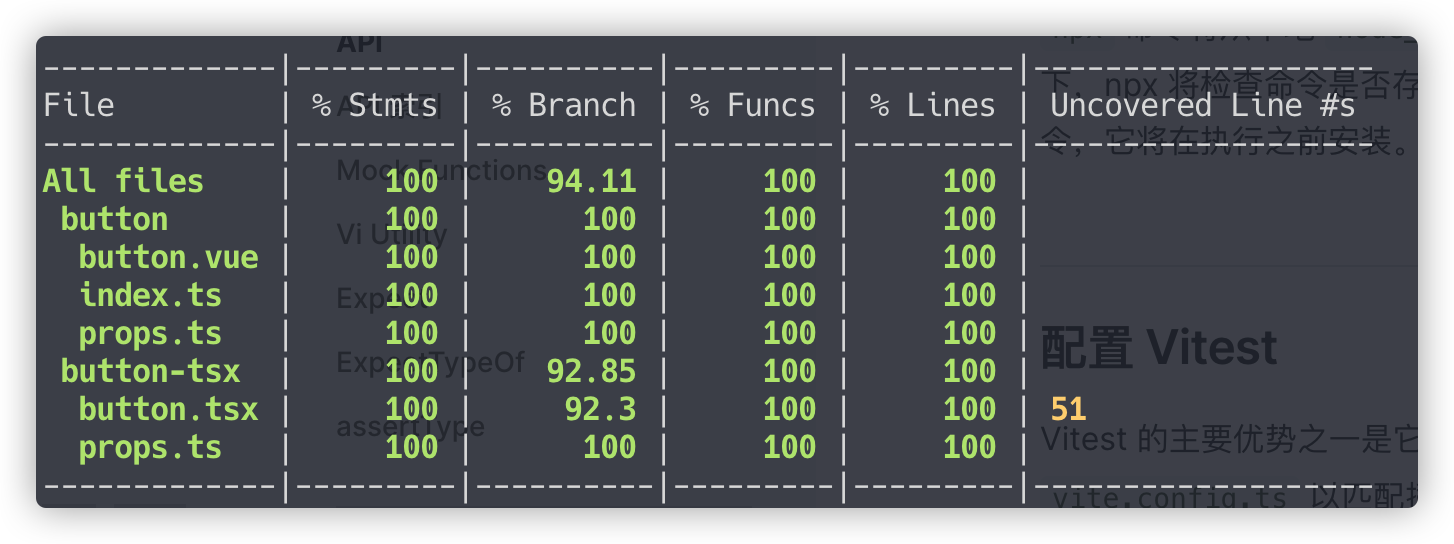 File | % Stmts | % Branch | % Funcs | % Lines | Uncovered Line #s
All files | 100 | 94.11 | 100 | 100 |
button | 100 | 100 | 100 | 100 |
button.vue | 100 | 100 | 100 | 100 |
index.ts | 100 | 100 | 100 | 100 |
props.ts | 100 | 100 | 100 | 100 |
button-tsx | 100 | 92.85 | 100 | 100 |
button.tsx | 100 | 92.3 | 100 | 100 | 51
props.ts | 100 | 100 | 100 | 100 |
API
Mock Functions
Vi Utility
ExpectTypeOf
assertType
下，npx 将检查命令是否存
令，它将在执行之前安装。
配置 Vitest
Vitest 的主要优势之一是它
vite.config.ts 以匹配